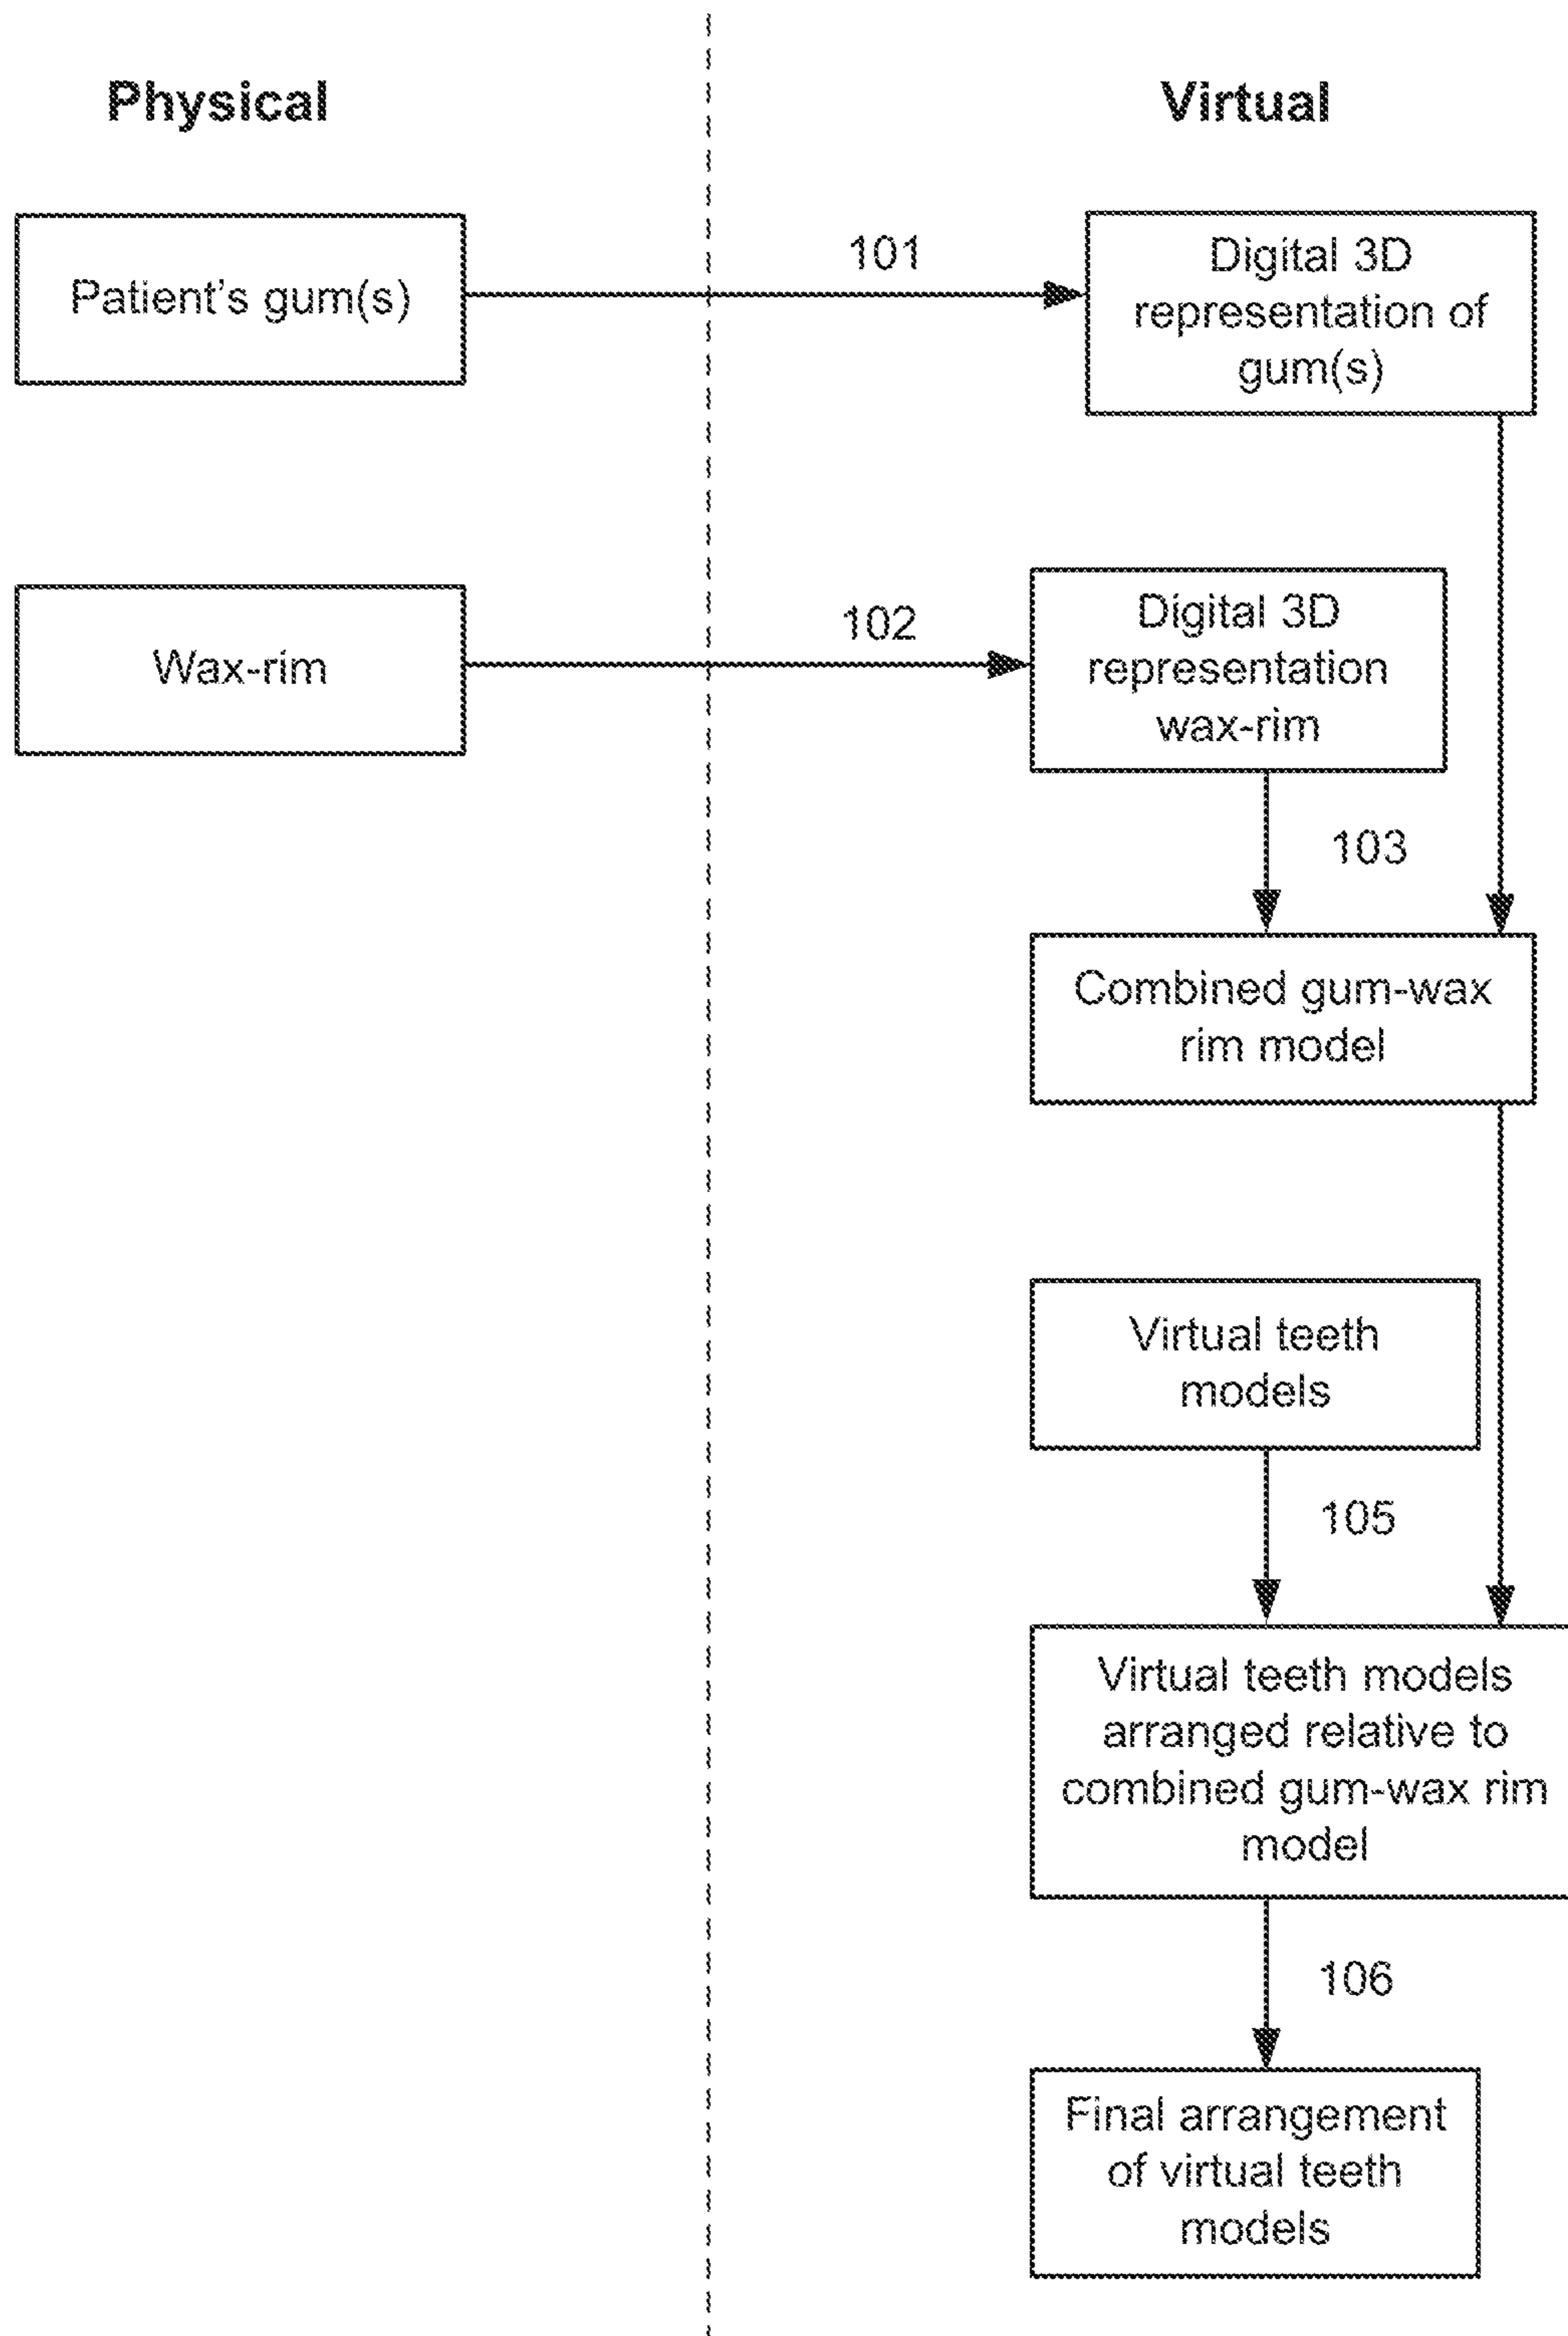 Physical
Virtual
Patient's gum(s)
101
Digital 3D
representation of
gum(s)
Wax-rim
102
Digital 3D
representation
wax-rim
103
Combined gum-wax
rim model
Virtual teeth
models
105
Virtual teeth models
arranged relative to
combined gum-wax rim
model
106
Final arrangement
of virtual teeth
models